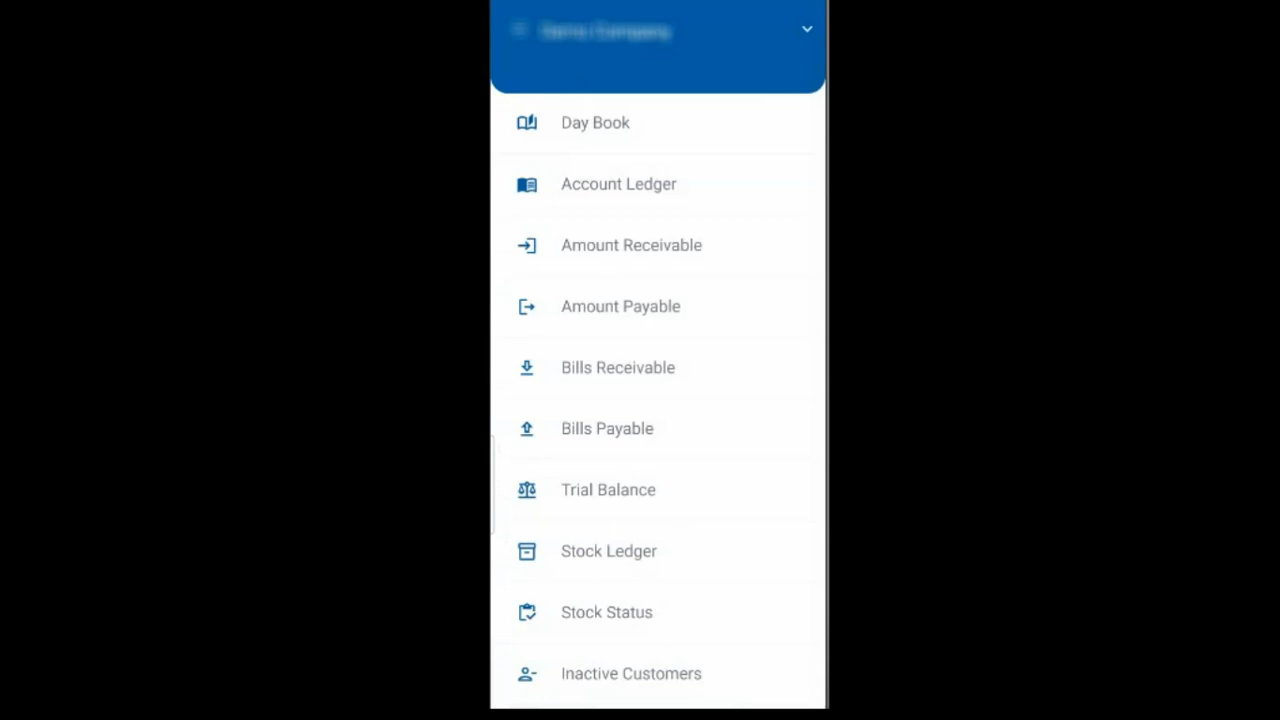 Day Book
Account Ledger
Amount Receivable
Amount Payable
Bills Receivable
Bills Payable
Trial Balance
Stock Ledger
Stock Status
Inactive Customers